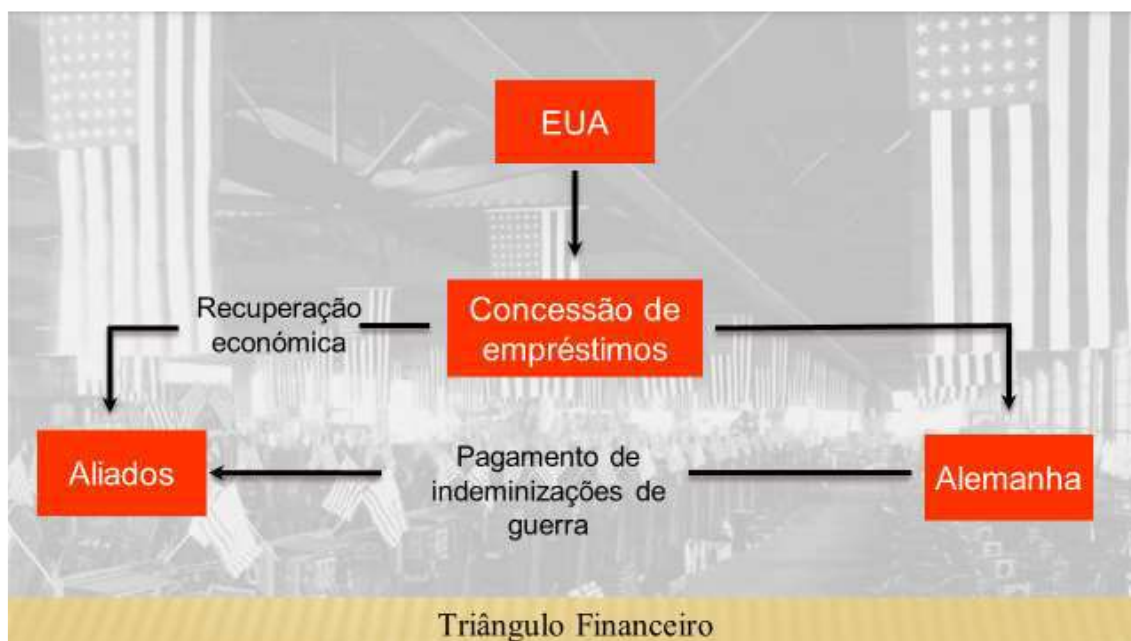 EUA
Concessão de
empréstimos
Recuperação
económica
Aliados
Pagamento de
indeminizações de
guerra
Alemanha
Triângulo Financeiro